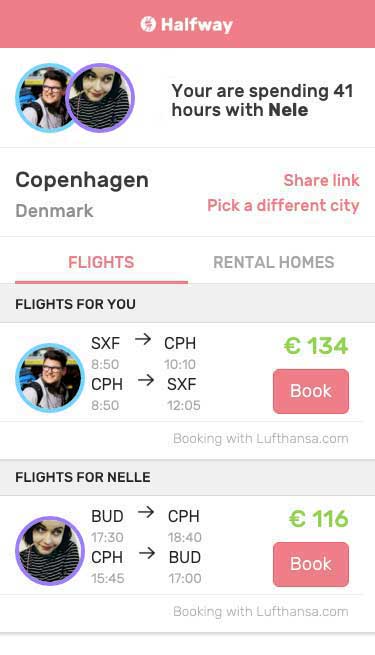 Halfway
Your are spending 41
hours with Nele
Copenhagen
Share link
Denmark
Pick a different city
FLIGHTS
RENTAL HOMES
FLIGHTS FOR YOU
SXF → CPH
€ 134
8:50 10:10
CPH → SXF
Book
8:50 12:05
Booking with Lufthansa.com
FLIGHTS FOR NELLE
BUD → CPH
€ 116
17:30 18:40
CPH → BUD
Book
15:45 17:00
Booking with Lufthansa.com